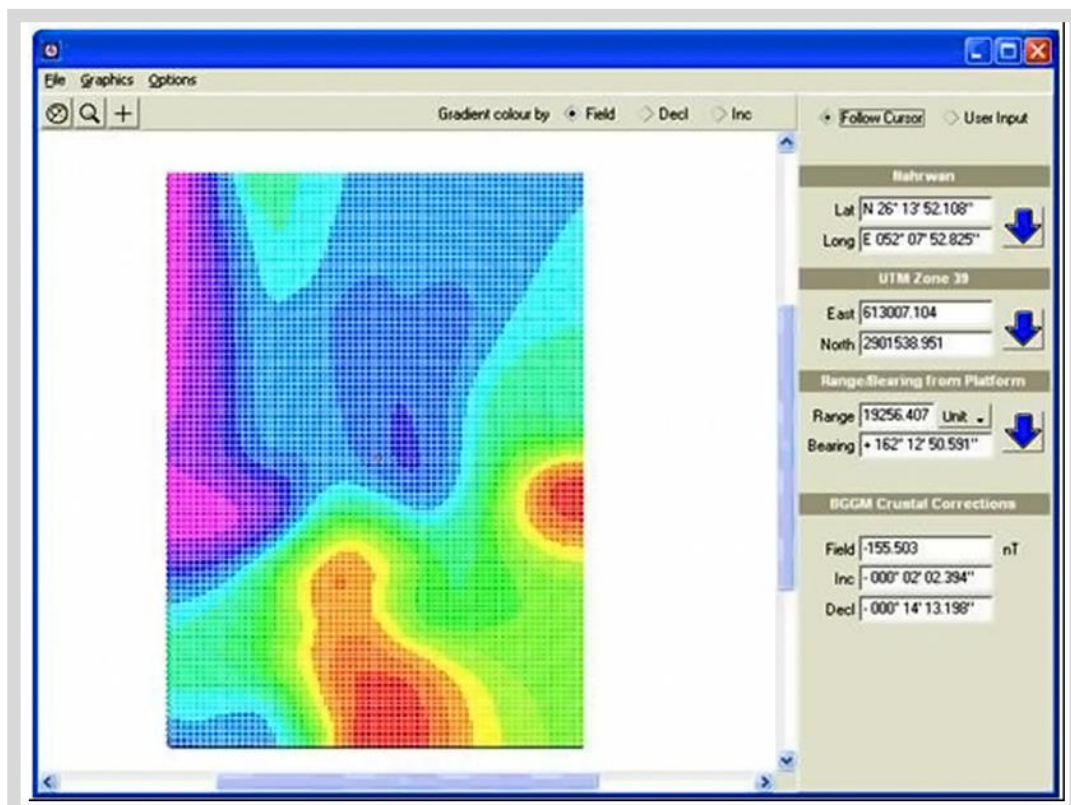 File Graphics Options
Gradient colour by Field Decl Inc
Follow Cursor User Input
Nahrwan
Lat N 26° 13' 52.108"
Long E 052° 07' 52.825"
UTM Zone 39
East 613007.104
North 2901538.951
Range/Bearing from Platform
Range 19256.407 Unit
Bearing + 162° 12' 50.591"
BGGM Crustal Corrections
Field -155.503 nT
Inc - 000° 02' 02.394"
Decl - 000° 14' 13.198"